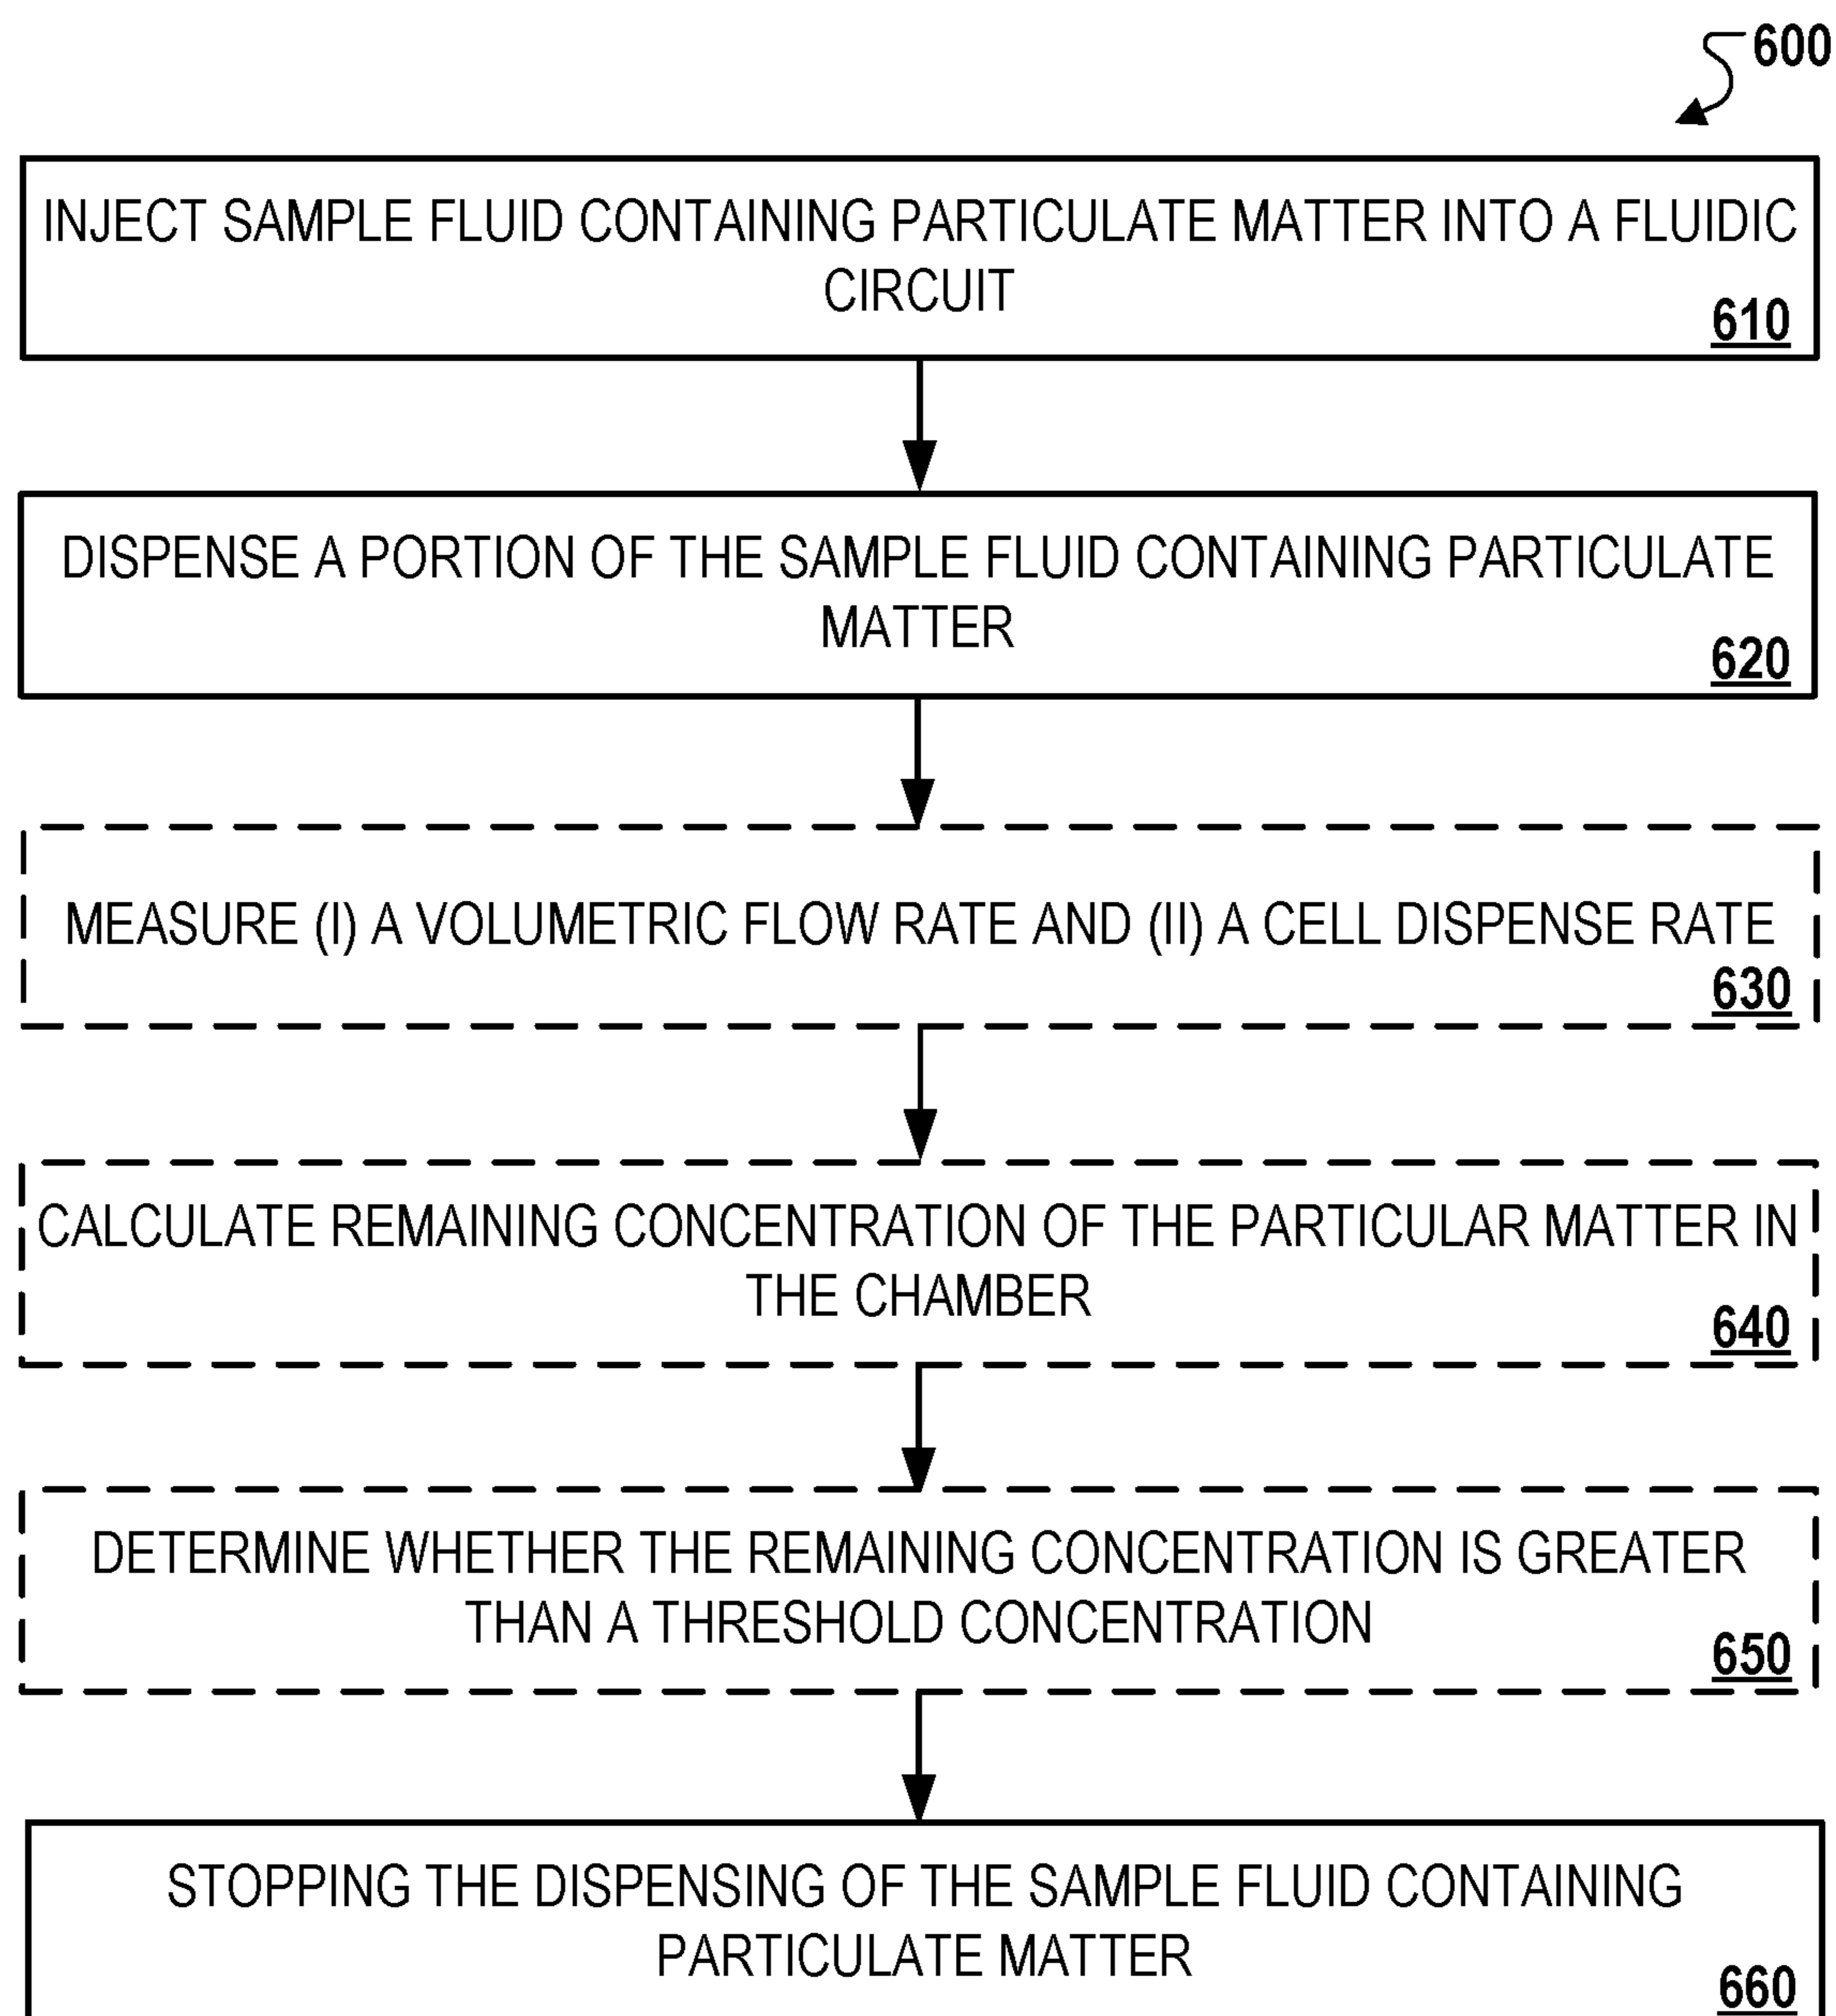 600
INJECT SAMPLE FLUID CONTAINING PARTICULATE MATTER INTO A FLUIDIC
CIRCUIT
610
DISPENSE A PORTION OF THE SAMPLE FLUID CONTAINING PARTICULATE
MATTER
620
MEASURE (I) A VOLUMETRIC FLOW RATE AND (II) A CELL DISPENSE RATE
630
CALCULATE REMAINING CONCENTRATION OF THE PARTICULAR MATTER IN
THE CHAMBER
640
DETERMINE WHETHER THE REMAINING CONCENTRATION IS GREATER
THAN A THRESHOLD CONCENTRATION
650
STOPPING THE DISPENSING OF THE SAMPLE FLUID CONTAINING
PARTICULATE MATTER
660